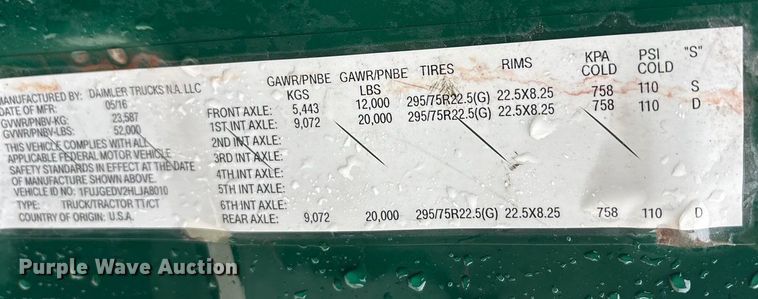 MANUFACTURED BY: DAIMLER TRUCKS N.A. LLC
DATE OF MFR: 05/16
GVWR/PNBV-KG: 23,587
GVWR/PNBV-LBS: 52,000
THIS VEHICLE COMPLIES WITH ALL
APPLICABLE FEDERAL MOTOR VEHICLE
SAFETY STANDARDS IN EFFECT AT THE DATE
OF MANUFACTURE SHOWN ABOVE.
VEHICLE ID NO.: 1FUJGEDV2HLJAB010
TYPE: TRUCK/TRACTOR TT/CT
COUNTRY OF ORIGIN: U.S.A.
GAWR/PNBE GAWR/PNBE TIRES RIMS KPA PSI "S"
KGS LBS COLD COLD
FRONT AXLE: 5,443 12,000 295/75R22.5(G) 22.5X8.25 758 110 S
1ST INT AXLE: 9,072 20,000 295/75R22.5(G) 22.5X8.25 758 110 D
2ND INT AXLE:
3RD INT AXLE:
4TH INT AXLE:
5TH INT AXLE:
6TH INT AXLE:
REAR AXLE: 9,072 20,000 295/75R22.5(G) 22.5X8.25 758 110 D
Purple Wave Auction